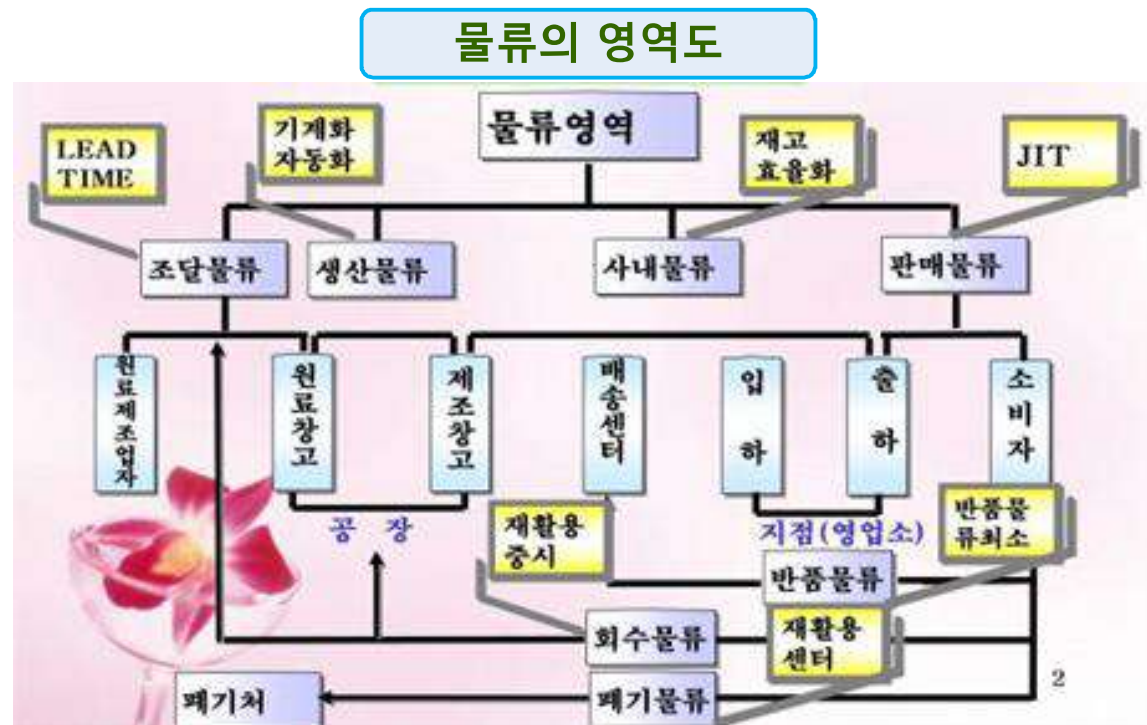 물류의 영역도
물류영역
LEAD
TIME
기계화
자동화
재고
효율화
JIT
조달물류
생산물류
사내물류
판매물류
원료제조업자
원료창고
제조창고
배송센터
입하
출하
소비자
공 장
재활용
중시
지점(영업소)
반품물
류최소
반품물류
회수물류
재활용
센터
2
폐기처
폐기물류